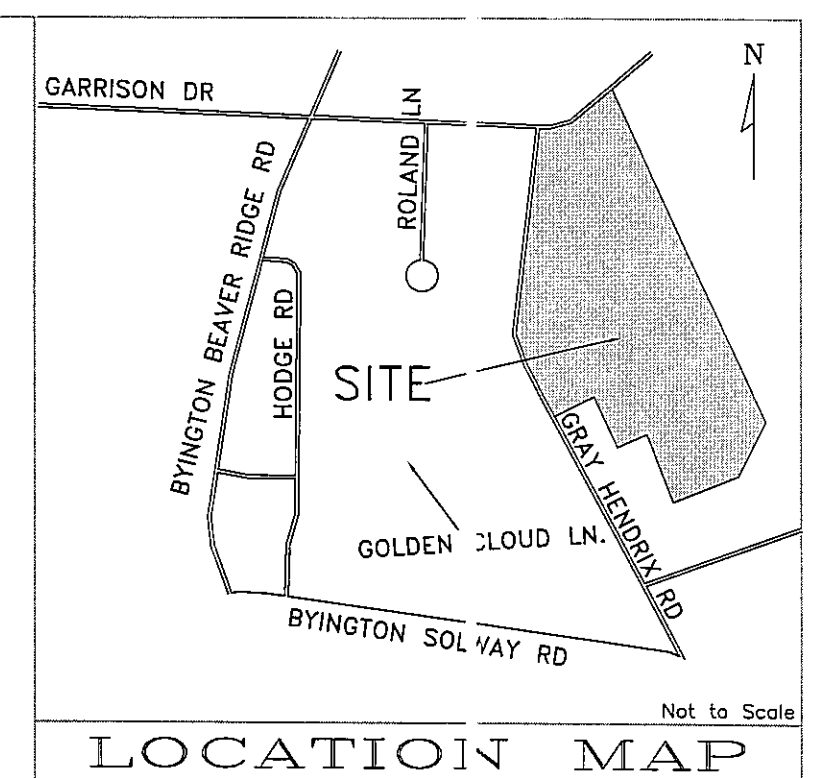 N
GARRISON DR
ROLAND LN
BYINGTON BEAVER RIDGE RD
HODGE RD
SITE
GRAY HENDRIX RD
GOLDEN CLOUD LN.
BYINGTON SOLWAY RD
Not to Scale
LOCATION MAP